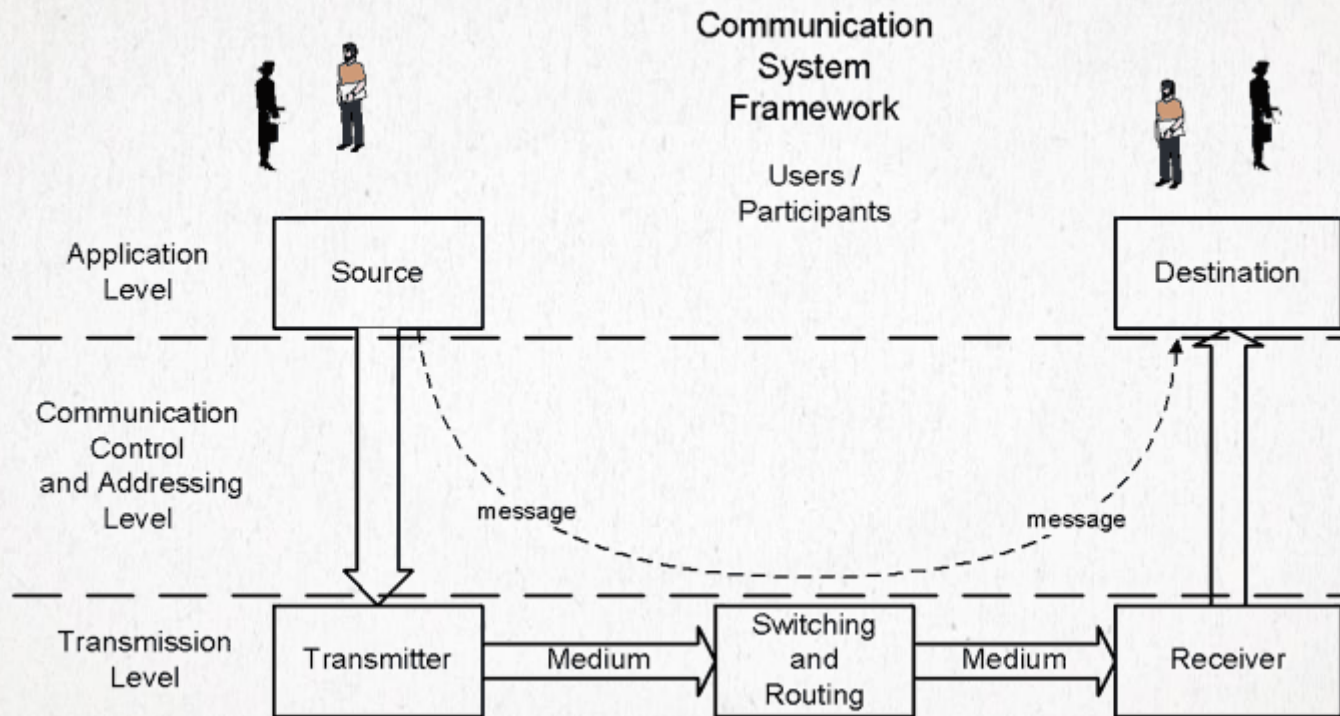 Communication
System
Framework
Users /
Participants
Application
Level
Source
Destination
Communication
Control
and Addressing
Level
message
message
Transmission
Level
Transmitter
Medium
Switching
and
Routing
Medium
Receiver